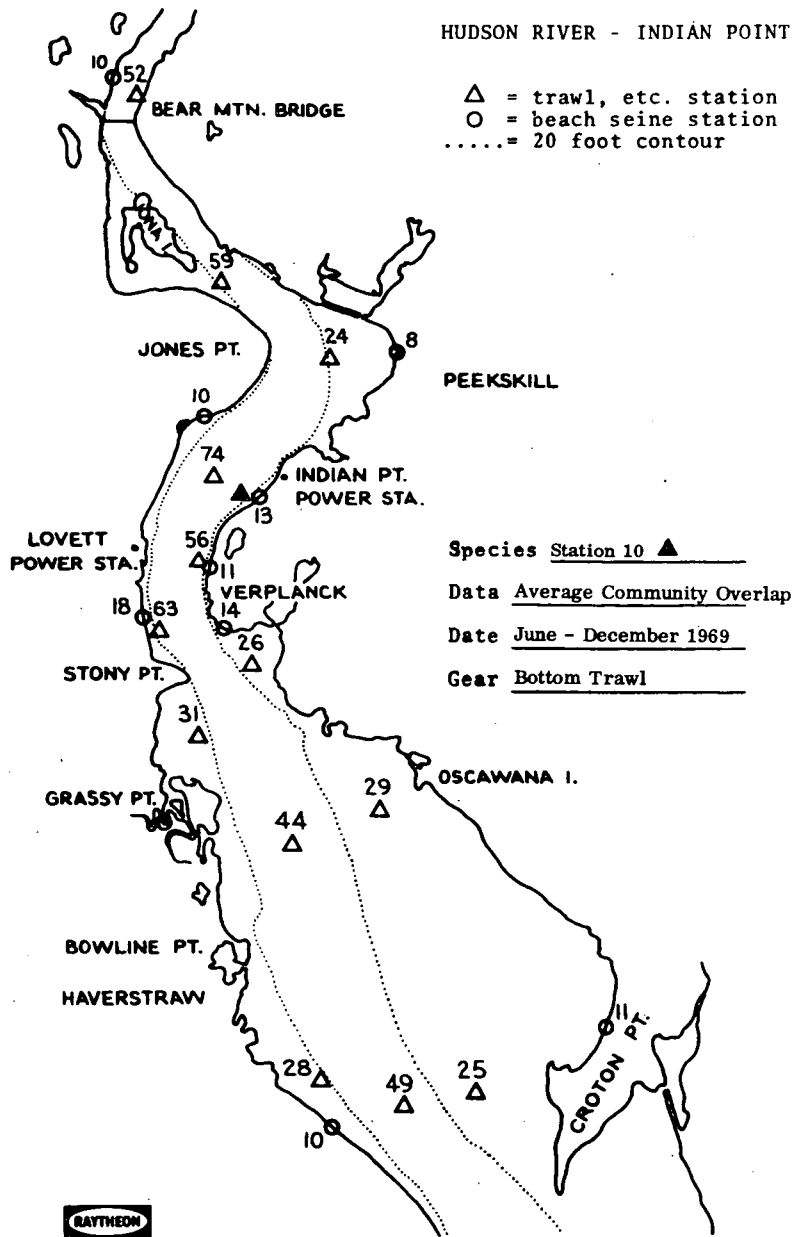 HUDSON RIVER - INDIAN POINT
△ = trawl, etc. station
○ = beach seine station
.....= 20 foot contour
10
52
BEAR MTN. BRIDGE
59
24
8
JONES PT.
PEEKSKILL
10
74
INDIAN PT.
POWER STA.
13
LOVETT
POWER STA.
56
11
VERPLANCK
18
63
14
26
STONY PT.
Species Station 10 ▲
Data Average Community Overlap
Date June - December 1969
Gear Bottom Trawl
31
OSCAWANA I.
GRASSY PT.
29
44
BOWLINE PT.
HAVERSTRAW
11
CROTON PT.
28
49
25
10
RAYTHEON